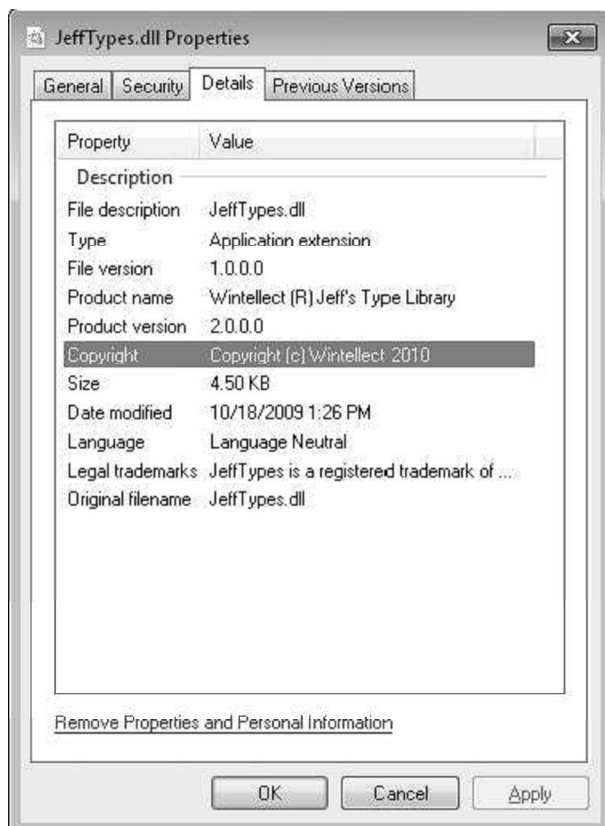 JeffTypes.dll Properties
General Security Details Previous Versions
Property Value
Description
File description JeffTypes.dll
Type Application extension
File version 1.0.0.0
Product name Wintellect (R) Jeff's Type Library
Product version 2.0.0.0
Copyright Copyright (c) Wintellect 2010
Size 4.50 KB
Date modified 10/18/2009 1:26 PM
Language Language Neutral
Legal trademarks JeffTypes is a registered trademark of ...
Original filename JeffTypes.dll
Remove Properties and Personal Information
OK Cancel Apply